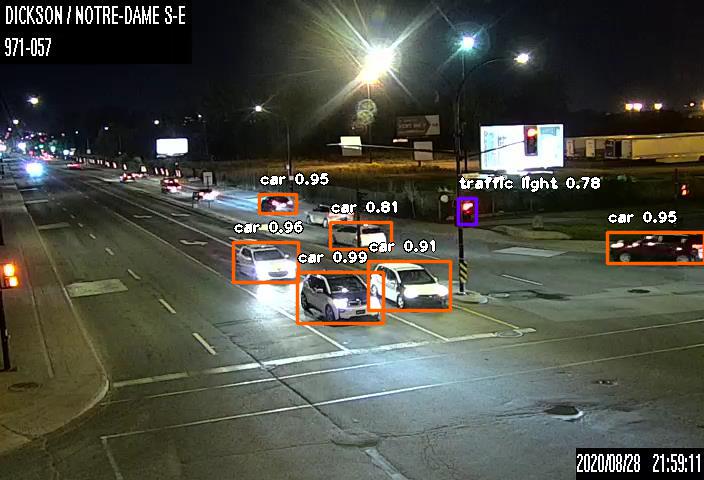 DICKSON / NOTRE-DAME S-E
971-057
car 0.95
traffic light 0.78
car 0.81
car 0.95
car 0.96
car 0.91
car 0.99
2020/08/28 21:59:11